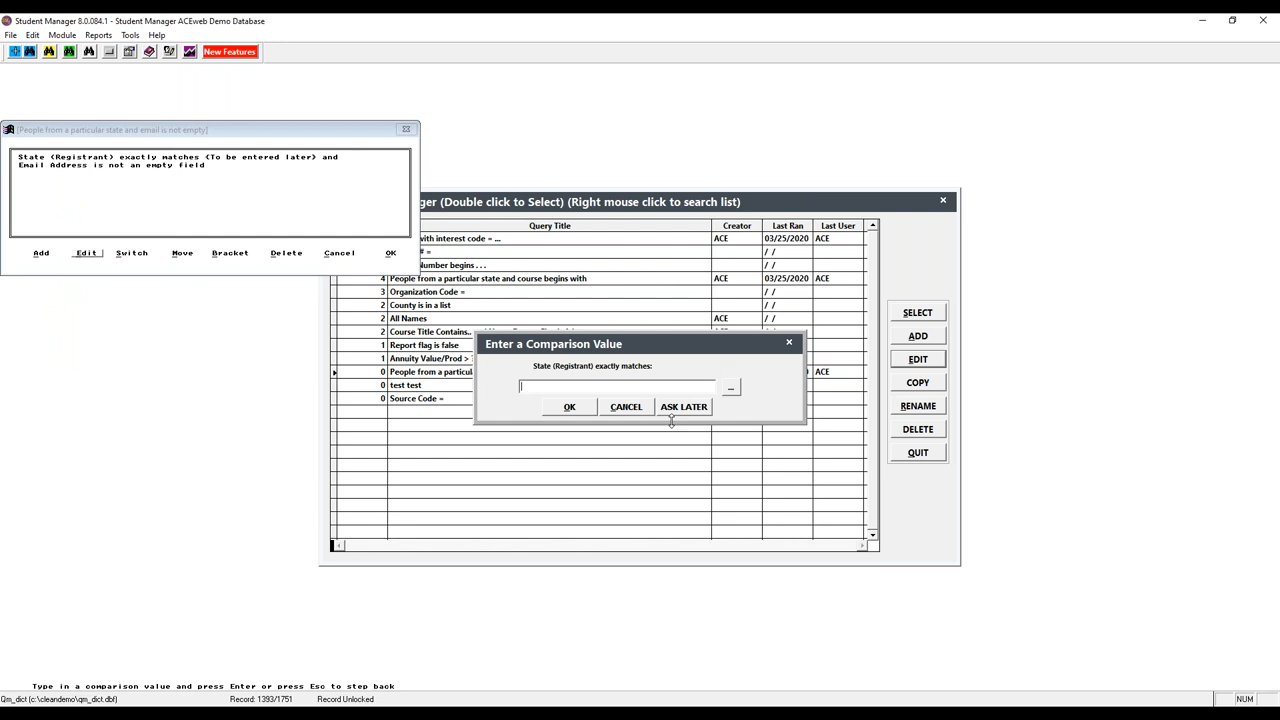 Student Manager 8.0.084.1 - Student Manager ACEweb Demo Database
File Edit Module Reports Tools Help
New Features
[People from a particular state and email is not empty]
State (Registrant) exactly matches (To be entered later) and
Email Address is not an empty field
Add Edit Switch Move Bracket Delete Cancel OK
ger (Double click to Select) (Right mouse click to search list)
Query Title Creator Last Ran Last User
with interest code = ... ACE 03/25/2020 ACE
# = / /
Number begins . . . / /
4 People from a particular state and course begins with ACE 03/25/2020 ACE
3 Organization Code = / /
2 County is in a list / /
2 All Names ACE / /
2 Course Title Contains..
1 Report flag is false
1 Annuity Value/Prod >
0 People from a particula 0 ACE
0 test test
0 Source Code =
SELECT
ADD
EDIT
COPY
RENAME
DELETE
QUIT
Enter a Comparison Value
State (Registrant) exactly matches:
...
OK CANCEL ASK LATER
Type in a comparison value and press Enter or press Esc to step back
Qm_dict (c:\cleandemo\qm_dict.dbf) Record: 1393/1751 Record Unlocked NUM